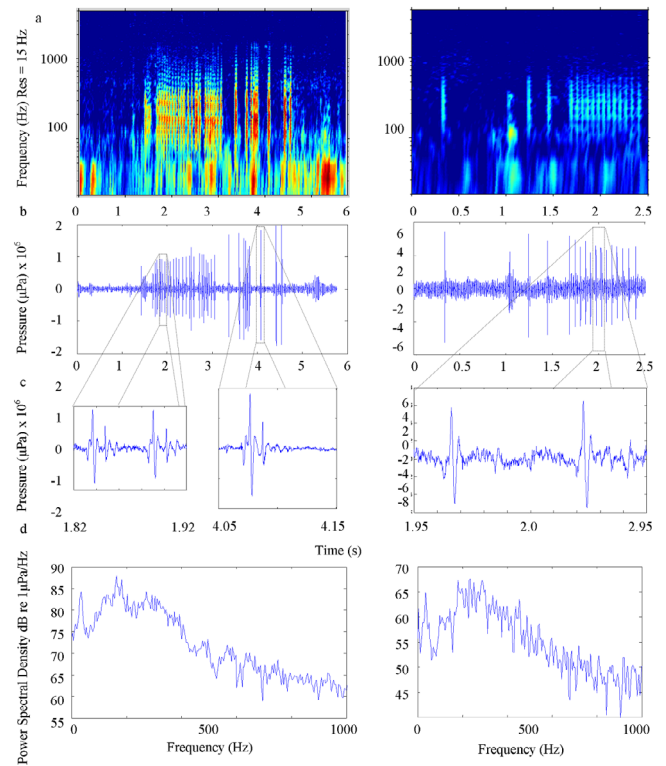 a
Frequency (Hz) Res = 15 Hz
1000
100
1000
100
b
0 1 2 3 4 5 6
0 0.5 1 1.5 2 2.5
Pressure (µPa) x 10⁶
2
1
0
-1
-2
6
4
2
0
-2
-4
-6
0 1 2 3 4 5 6
0 0.5 1.0 1.5 2 2.5
c
Pressure (µPa) x 10⁶
2
1
0
-1
-2
6
4
2
0
-2
-4
-6
-8
1.82 1.92 4.05 4.15 1.95 2.0 2.95
d
Time (s)
Power Spectral Density dB re 1µPa/Hz
90
85
80
75
70
65
60
55
70
65
60
55
50
45
500 1000
0 500 1000
Frequency (Hz)
Frequency (Hz)